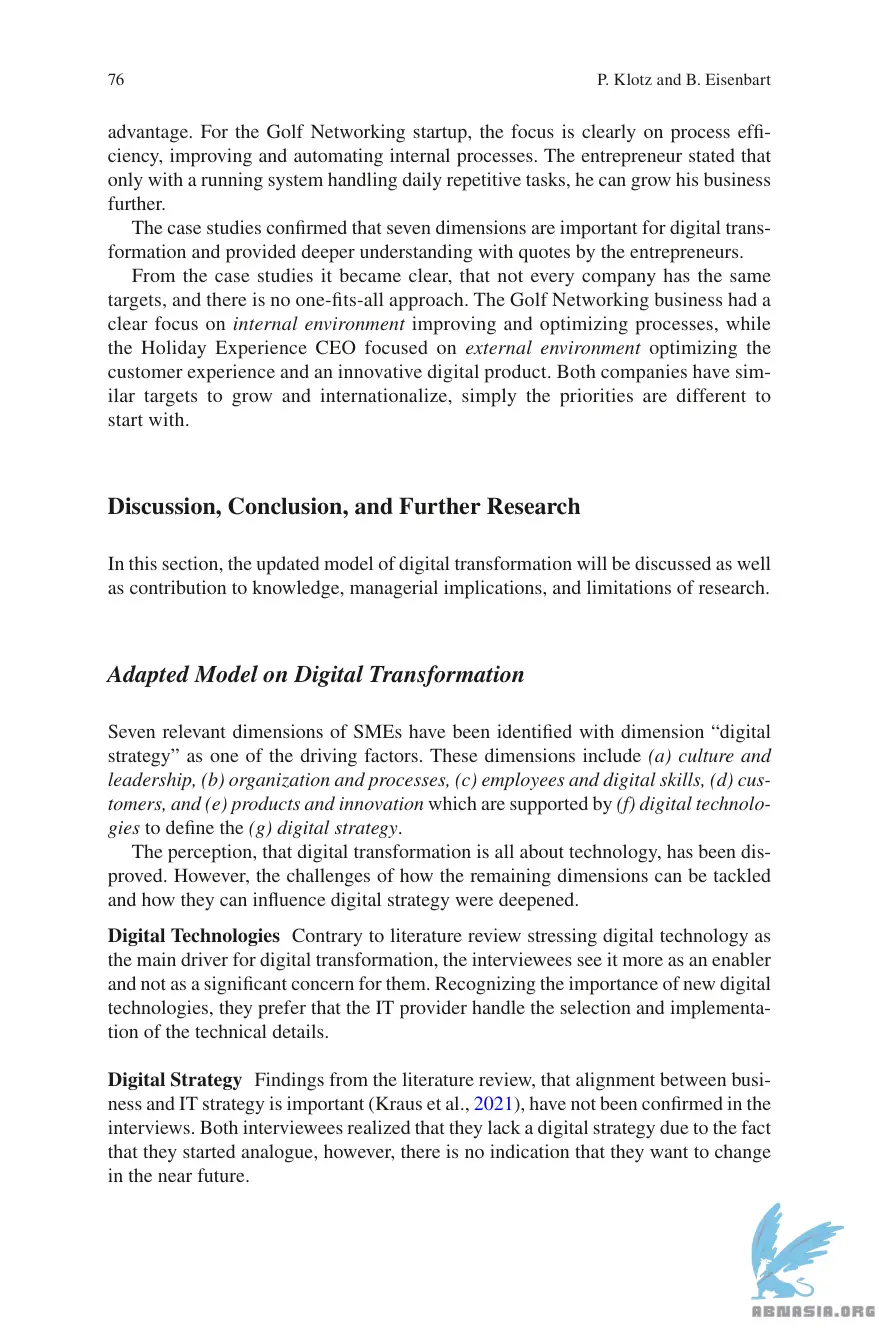 76
P. Klotz and B. Eisenbart
advantage. For the Golf Networking startup, the focus is clearly on process effi-
ciency, improving and automating internal processes. The entrepreneur stated that
only with a running system handling daily repetitive tasks, he can grow his business
further.
The case studies confirmed that seven dimensions are important for digital trans-
formation and provided deeper understanding with quotes by the entrepreneurs.
From the case studies it became clear, that not every company has the same
targets, and there is no one-fits-all approach. The Golf Networking business had a
clear focus on internal environment improving and optimizing processes, while
the Holiday Experience CEO focused on external environment optimizing the
customer experience and an innovative digital product. Both companies have sim-
ilar targets to grow and internationalize, simply the priorities are different to
start with.
Discussion, Conclusion, and Further Research
In this section, the updated model of digital transformation will be discussed as well
as contribution to knowledge, managerial implications, and limitations of research.
Adapted Model on Digital Transformation
Seven relevant dimensions of SMEs have been identified with dimension “digital
strategy” as one of the driving factors. These dimensions include (a) culture and
leadership, (b) organization and processes, (c) employees and digital skills, (d) cus-
tomers, and (e) products and innovation which are supported by (f) digital technolo-
gies to define the (g) digital strategy.
The perception, that digital transformation is all about technology, has been dis-
proved. However, the challenges of how the remaining dimensions can be tackled
and how they can influence digital strategy were deepened.
Digital Technologies Contrary to literature review stressing digital technology as
the main driver for digital transformation, the interviewees see it more as an enabler
and not as a significant concern for them. Recognizing the importance of new digital
technologies, they prefer that the IT provider handle the selection and implementa-
tion of the technical details.
Digital Strategy Findings from the literature review, that alignment between busi-
ness and IT strategy is important (Kraus et al., 2021), have not been confirmed in the
interviews. Both interviewees realized that they lack a digital strategy due to the fact
that they started analogue, however, there is no indication that they want to change
in the near future.
ABNASIA.ORG